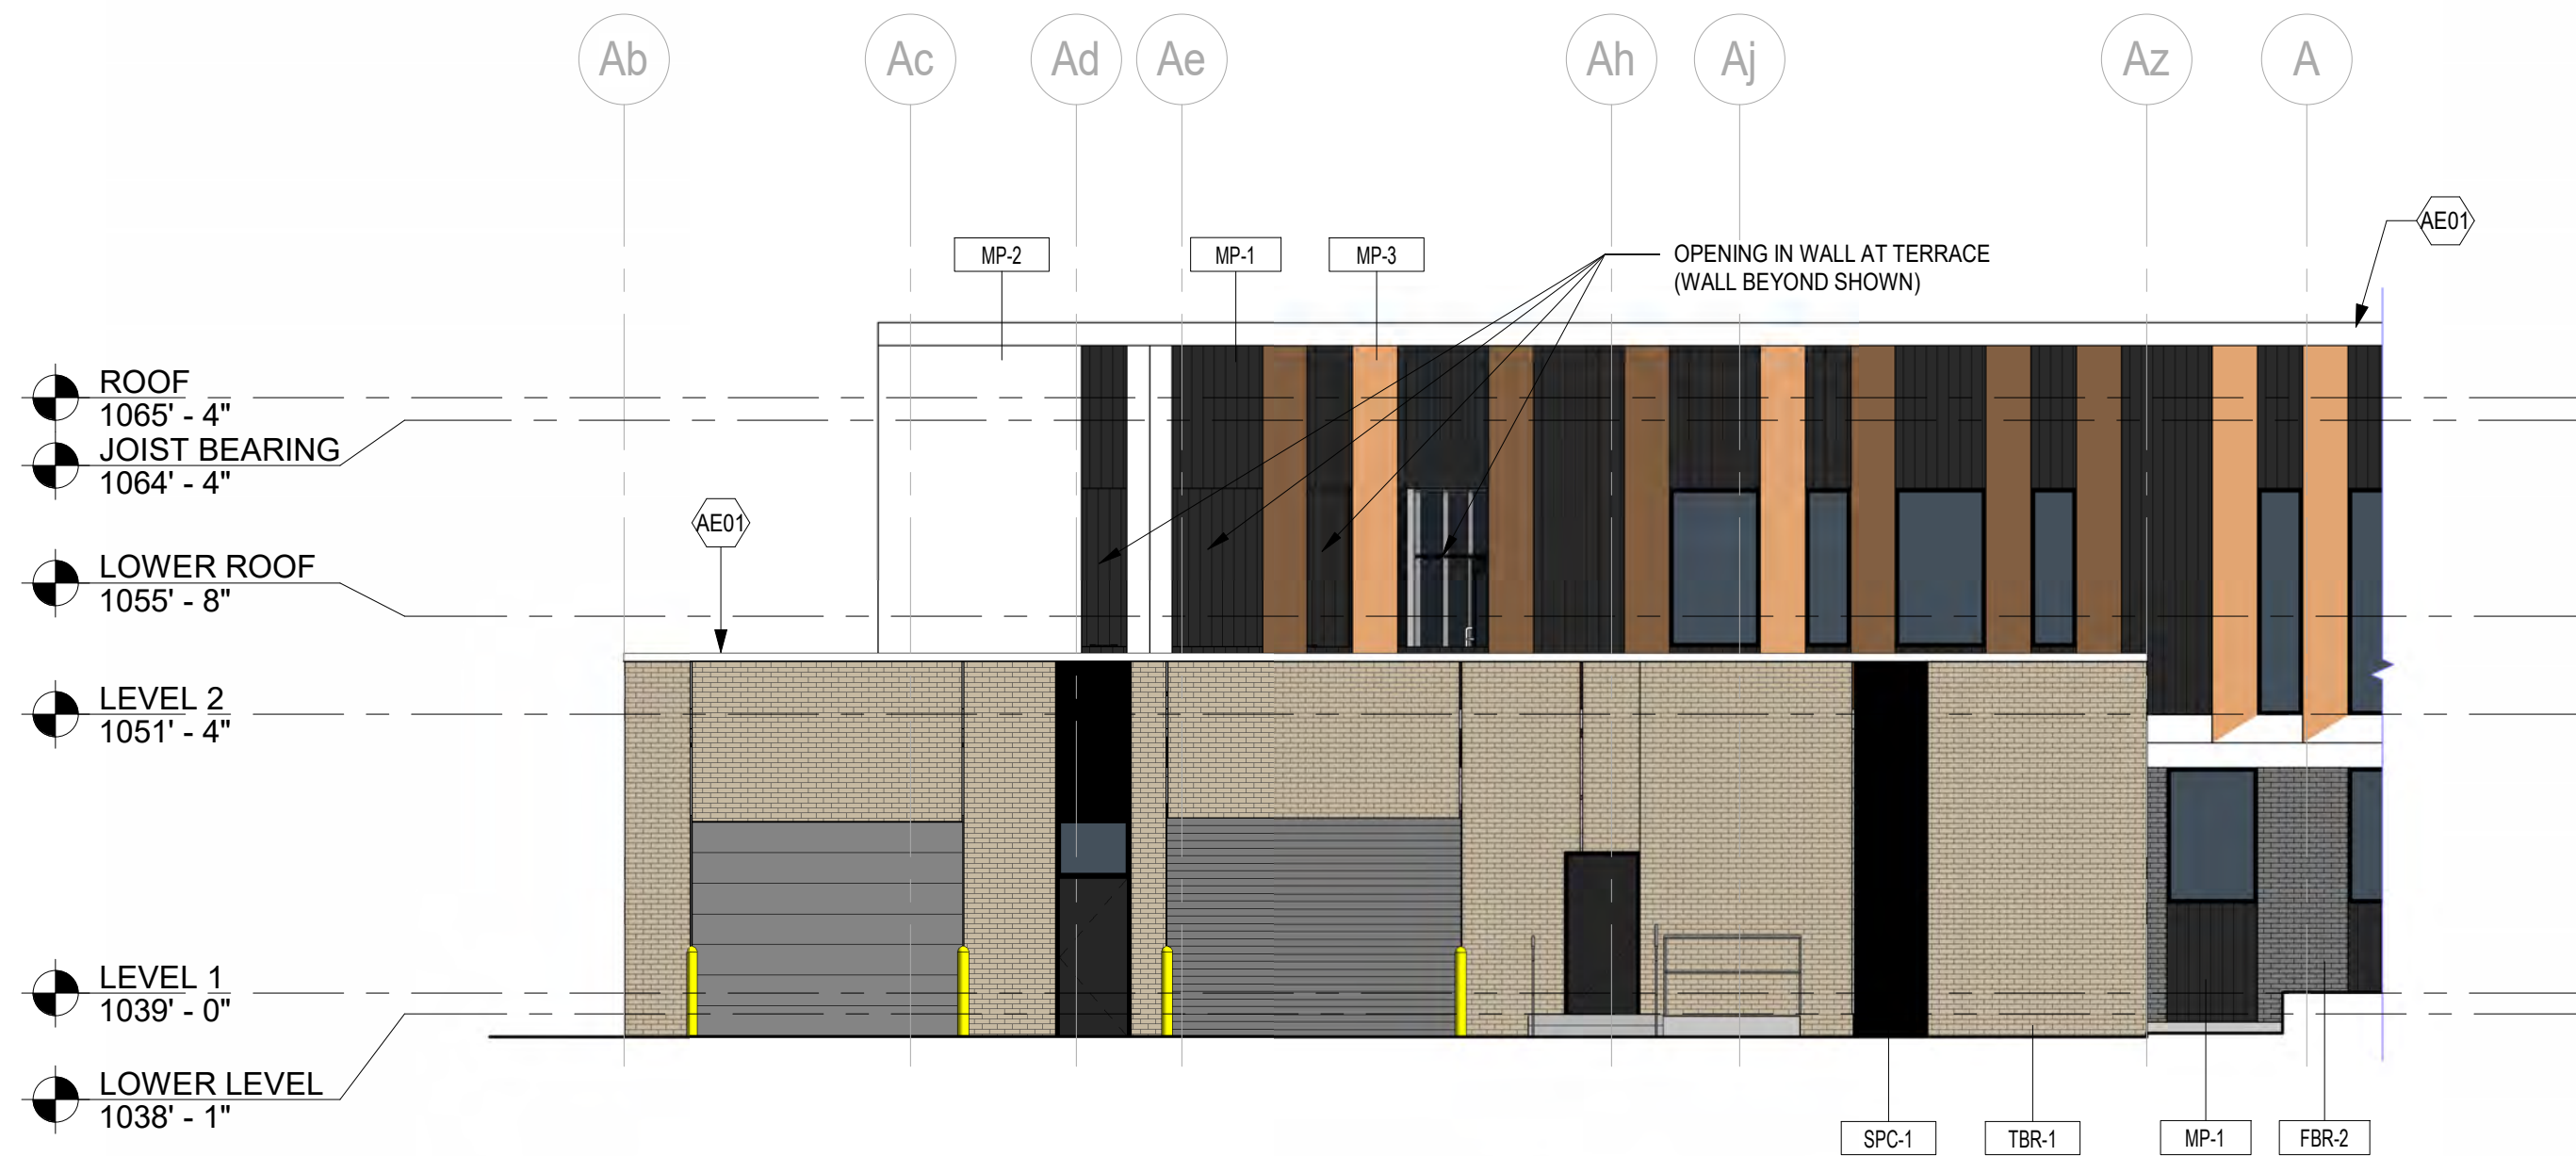 Ab
Ac
Ad
Ae
Ah
Aj
Az
A
AE01
MP-2
MP-1
MP-3
OPENING IN WALL AT TERRACE
(WALL BEYOND SHOWN)
ROOF
1065' - 4"
JOIST BEARING
1064' - 4"
AE01
LOWER ROOF
1055' - 8"
LEVEL 2
1051' - 4"
LEVEL 1
1039' - 0"
LOWER LEVEL
1038' - 1"
SPC-1
TBR-1
MP-1
FBR-2